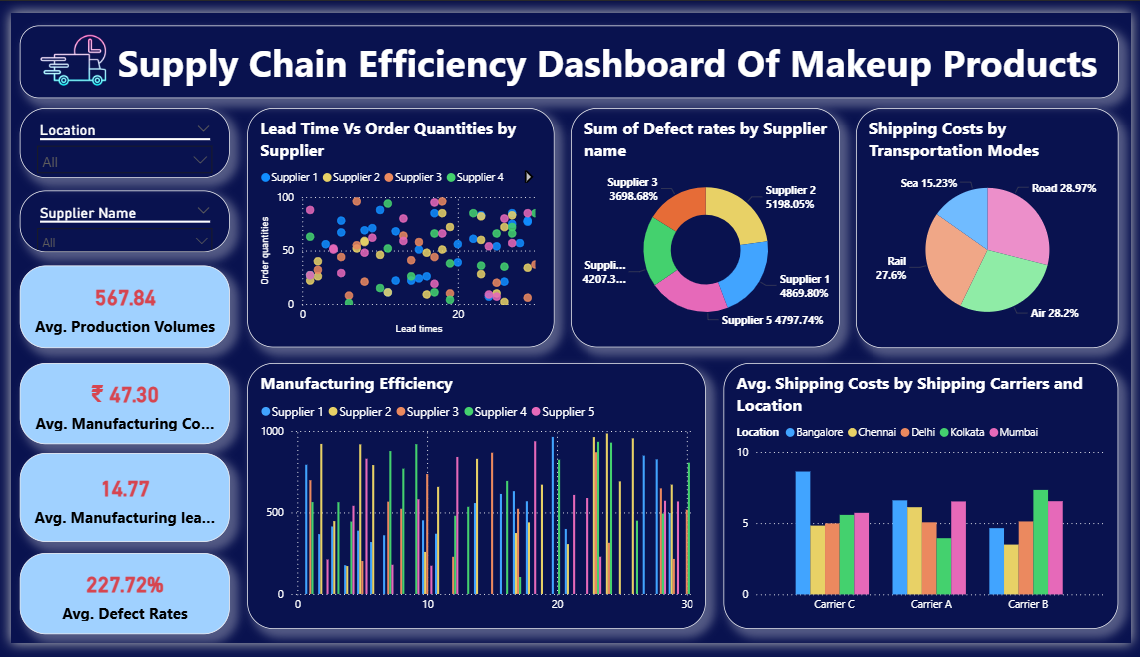 Supply Chain Efficiency Dashboard Of Makeup Products
Location
All
Supplier Name
All
567.84
Avg. Production Volumes
₹ 47.30
Avg. Manufacturing Co...
14.77
Avg. Manufacturing lea...
227.72%
Avg. Defect Rates
Lead Time Vs Order Quantities by
Supplier
Supplier 1 Supplier 2 Supplier 3 Supplier 4
Order quantities
100
50
0
0 20
Lead times
Sum of Defect rates by Supplier
name
Supplier 3
3698.68%
Supplier 2
5198.05%
Suppli...
4207.3...
Supplier 1
4869.80%
Supplier 5 4797.74%
Shipping Costs by
Transportation Modes
Sea 15.23%
Road 28.97%
Rail
27.6%
Air 28.2%
Manufacturing Efficiency
Supplier 1 Supplier 2 Supplier 3 Supplier 4 Supplier 5
1000
500
0
0 10 20 30
Avg. Shipping Costs by Shipping Carriers and
Location
Location Bangalore Chennai Delhi Kolkata Mumbai
10
5
0
Carrier C Carrier A Carrier B